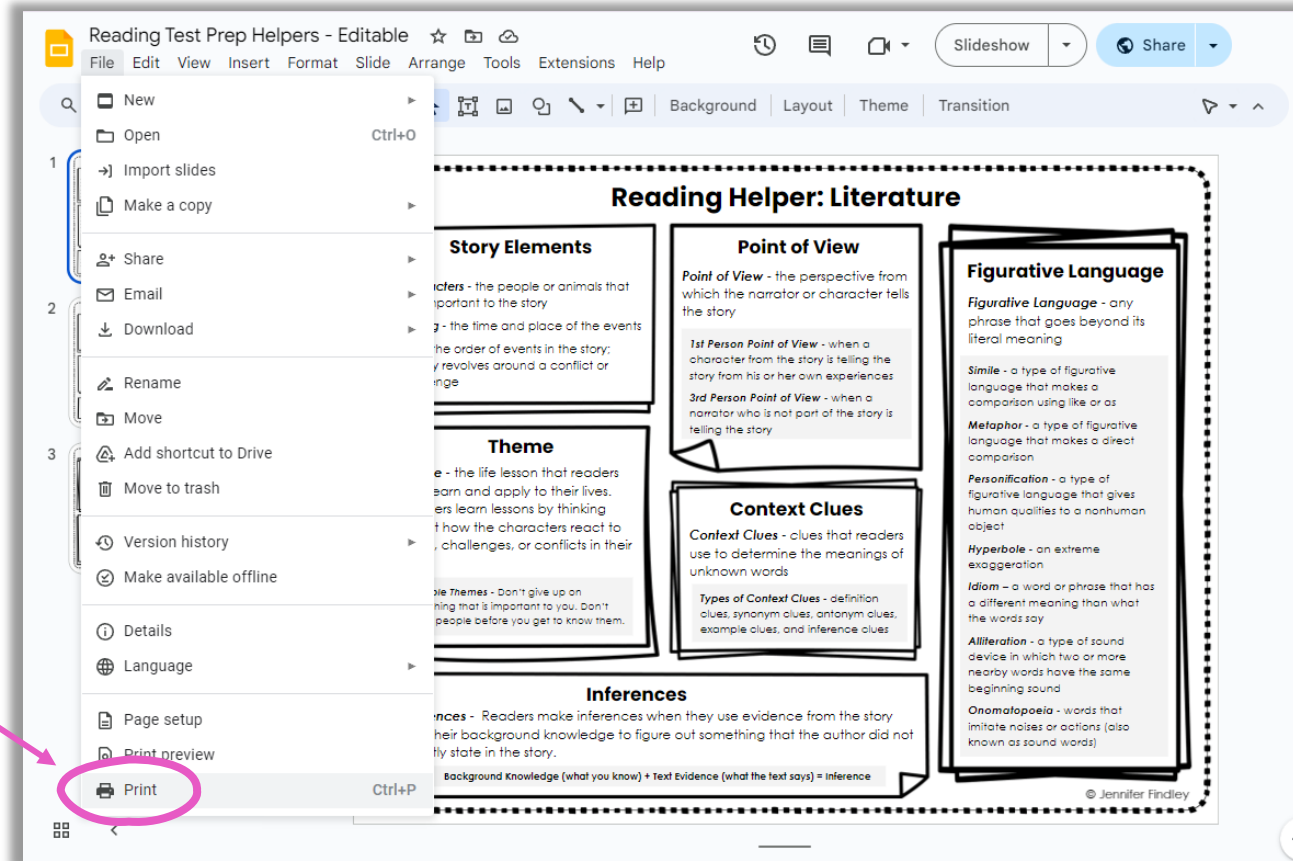 Reading Test Prep Helpers - Editable
File Edit View Insert Format Slide Arrange Tools Extensions Help
Slideshow
Share
Background Layout Theme Transition
New
Open Ctrl+O
Import slides
Make a copy
Share
Email
Download
Rename
Move
Add shortcut to Drive
Move to trash
Version history
Make available offline
Details
Language
Page setup
Print preview
Print Ctrl+P
1
2
3
Reading Helper: Literature
Story Elements
- the people or animals that
to the story
- the time and place of the events
the order of events in the story;
revolves around a conflict or
Theme
- the life lesson that readers
and apply to their lives.
learn lessons by thinking
how the characters react to
, challenges, or conflicts in their
Themes - Don't give up on
that is important to you. Don't
people before you get to know them.
Point of View
Point of View - the perspective from
which the narrator or character tells
the story
1st Person Point of View - when a
character from the story is telling the
story from his or her own experiences
3rd Person Point of View - when a
narrator who is not part of the story is
telling the story
Context Clues
Context Clues - clues that readers
use to determine the meanings of
unknown words
Types of Context Clues - definition
clues, synonym clues, antonym clues,
example clues, and inference clues
Figurative Language
Figurative Language - any
phrase that goes beyond its
literal meaning
Simile - a type of figurative
language that makes a
comparison using like or as
Metaphor - a type of figurative
language that makes a direct
comparison
Personification - a type of
figurative language that gives
human qualities to a nonhuman
object
Hyperbole - an extreme
exaggeration
Idiom – a word or phrase that has
a different meaning than what
the words say
Alliteration - a type of sound
device in which two or more
nearby words have the same
beginning sound
Onomatopoeia - words that
imitate noises or actions (also
known as sound words)
Inferences
- Readers make inferences when they use evidence from the story
their background knowledge to figure out something that the author did not
state in the story.
Background Knowledge (what you know) + Text Evidence (what the text says) = Inference
© Jennifer Findley